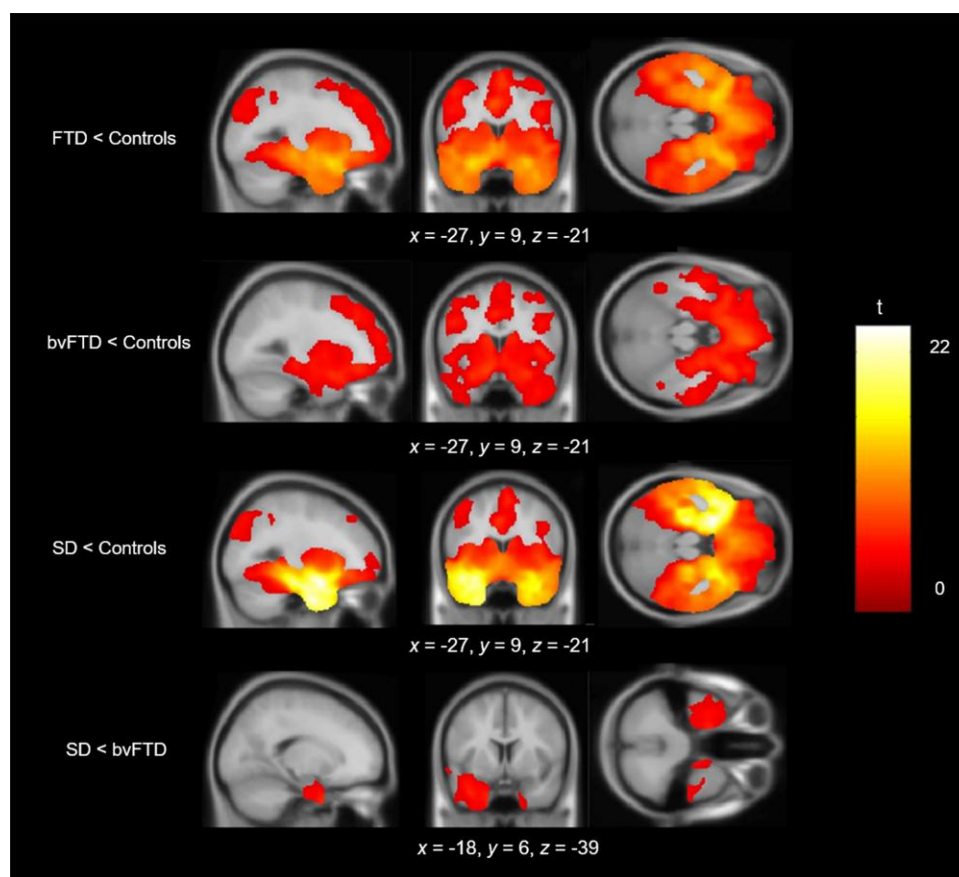 FTD < Controls
x = -27, y = 9, z = -21
bvFTD < Controls
x = -27, y = 9, z = -21
SD < Controls
x = -27, y = 9, z = -21
SD < bvFTD
x = -18, y = 6, z = -39
t
22
0